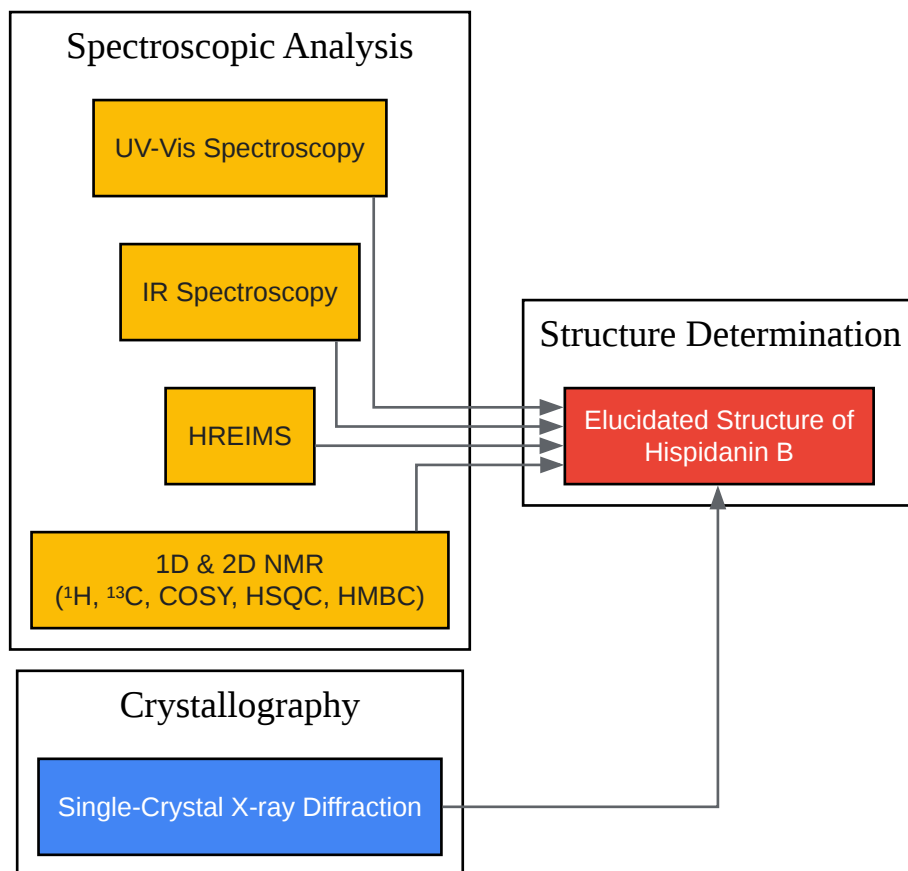 Spectroscopic Analysis
UV-Vis Spectroscopy
IR Spectroscopy
HREIMS
1D & 2D NMR
(¹H, ¹³C, COSY, HSQC, HMBC)
Structure Determination
Elucidated Structure of
Hispidanin B
Crystallography
Single-Crystal X-ray Diffraction